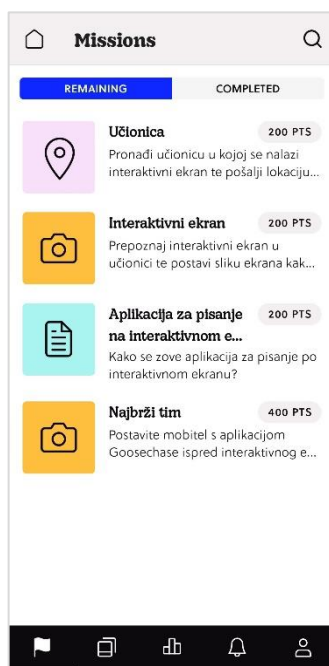 Missions
REMAINING
COMPLETED
Učionica
200 PTS
Pronađi učionicu u kojoj se nalazi
interaktivni ekran te pošalji lokaciju...
Interaktivni ekran
200 PTS
Prepoznaj interaktivni ekran u
učionici te postavi sliku ekrana kak...
Aplikacija za pisanje
200 PTS
na interaktivnom e...
Kako se zove aplikacija za pisanje po
interaktivnom ekranu?
Najbrži tim
400 PTS
Postavite mobitel s aplikacijom
Goosechase ispred interaktivnog e...